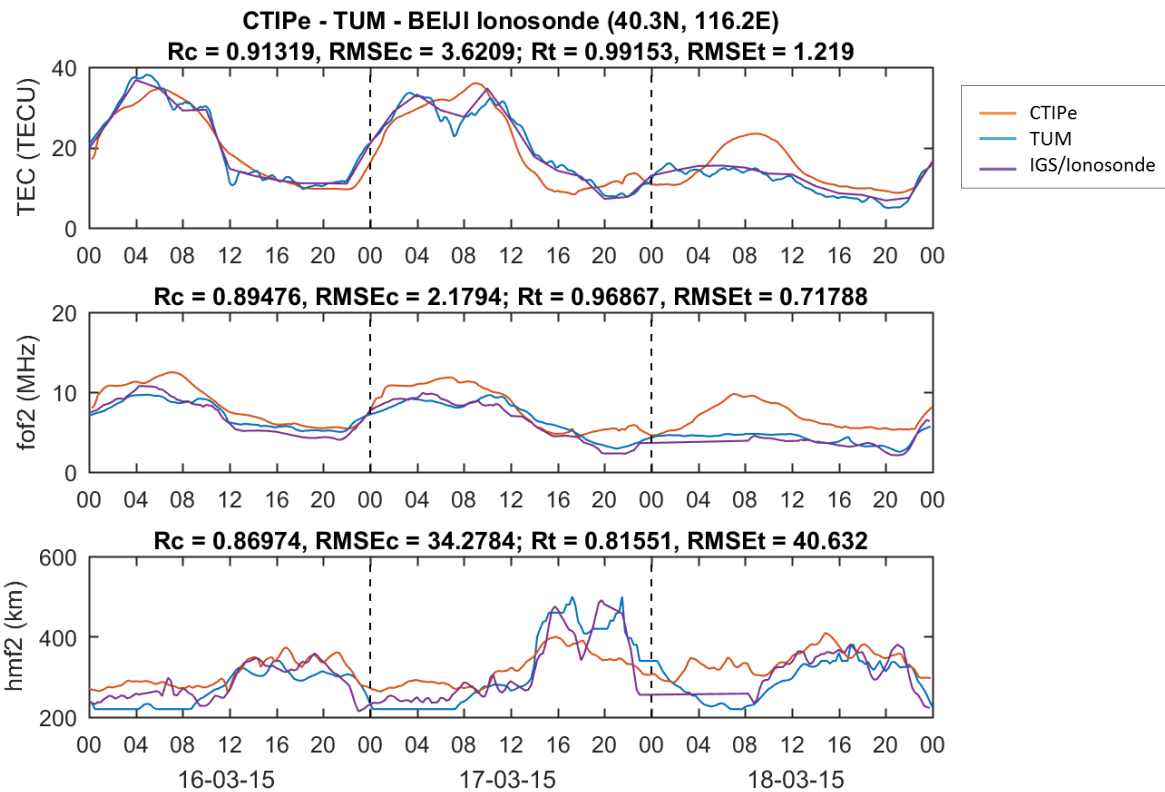 CTIPe - TUM - BEIJI Ionosonde (40.3N, 116.2E)
Rc = 0.91319, RMSEc = 3.6209; Rt = 0.99153, RMSEt = 1.219
TEC (TECU)
40
20
0
00 04 08 12 16 20 00 04 08 12 16 20 00 04 08 12 16 20 00
CTIPe
TUM
IGS/Ionosonde
Rc = 0.89476, RMSEc = 2.1794; Rt = 0.96867, RMSEt = 0.71788
fof2 (MHz)
20
10
0
00 04 08 12 16 20 00 04 08 12 16 20 00 04 08 12 16 20 00
Rc = 0.86974, RMSEc = 34.2784; Rt = 0.81551, RMSEt = 40.632
hmf2 (km)
600
400
200
00 04 08 12 16 20 00 04 08 12 16 20 00 04 08 12 16 20 00
16-03-15 17-03-15 18-03-15